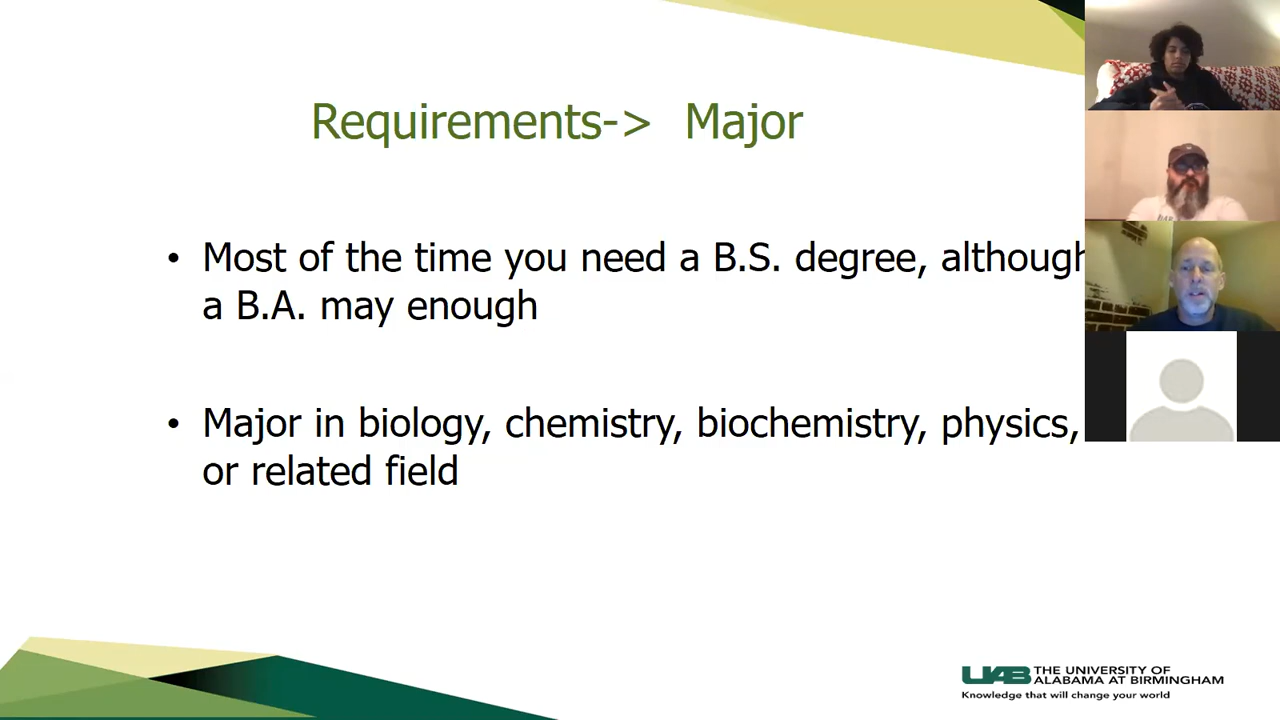 Requirements-> Major
• Most of the time you need a B.S. degree, although
a B.A. may enough
• Major in biology, chemistry, biochemistry, physics,
or related field
UAB THE UNIVERSITY OF
ALABAMA AT BIRMINGHAM
Knowledge that will change your world